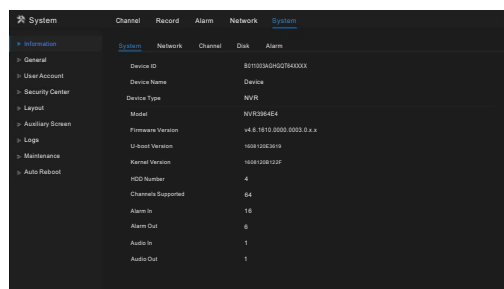 System
Channel Record Alarm Network System
Information
General
User Account
Security Center
Layout
Auxiliary Screen
Logs
Maintenance
Auto Reboot
System Network Channel Disk Alarm
Device ID B011003AGHGQT64XXXX
Device Name Device
Device Type NVR
Model NVR3964E4
Firmware Version v4.6.1610.0000.0003.0.x.x
U-boot Version 1608120E3619
Kernel Version 1608120B122F
HDD Number 4
Channels Supported 64
Alarm In 16
Alarm Out 6
Audio In 1
Audio Out 1